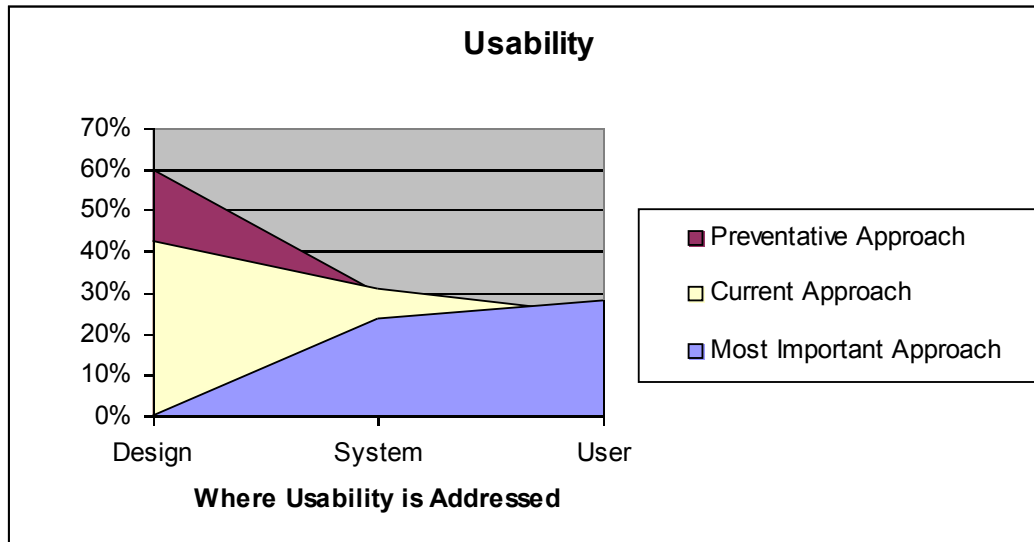 Usability
70%
60%
50%
40%
30%
20%
10%
0%
Design System User
Where Usability is Addressed
Preventative Approach
Current Approach
Most Important Approach